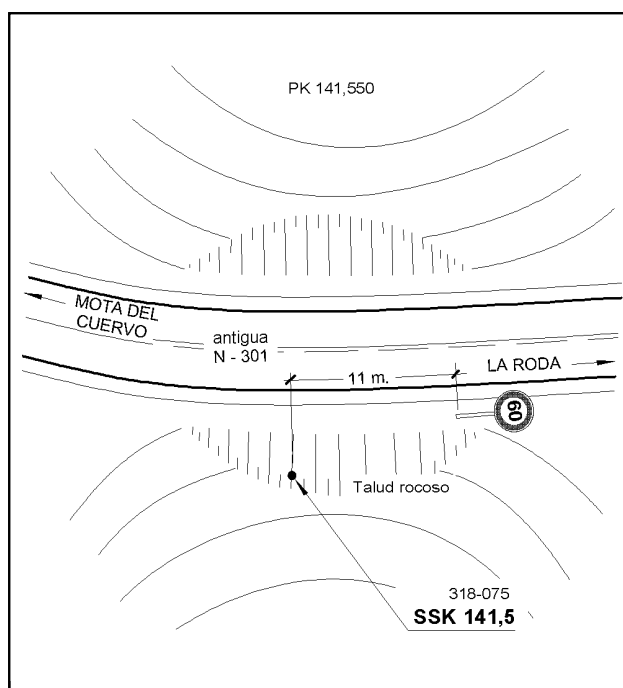 PK 141,550
MOTA DEL
CUERVO
antigua
N - 301
11 m.
LA RODA
60
Talud rocoso
318-075
SSK 141,5